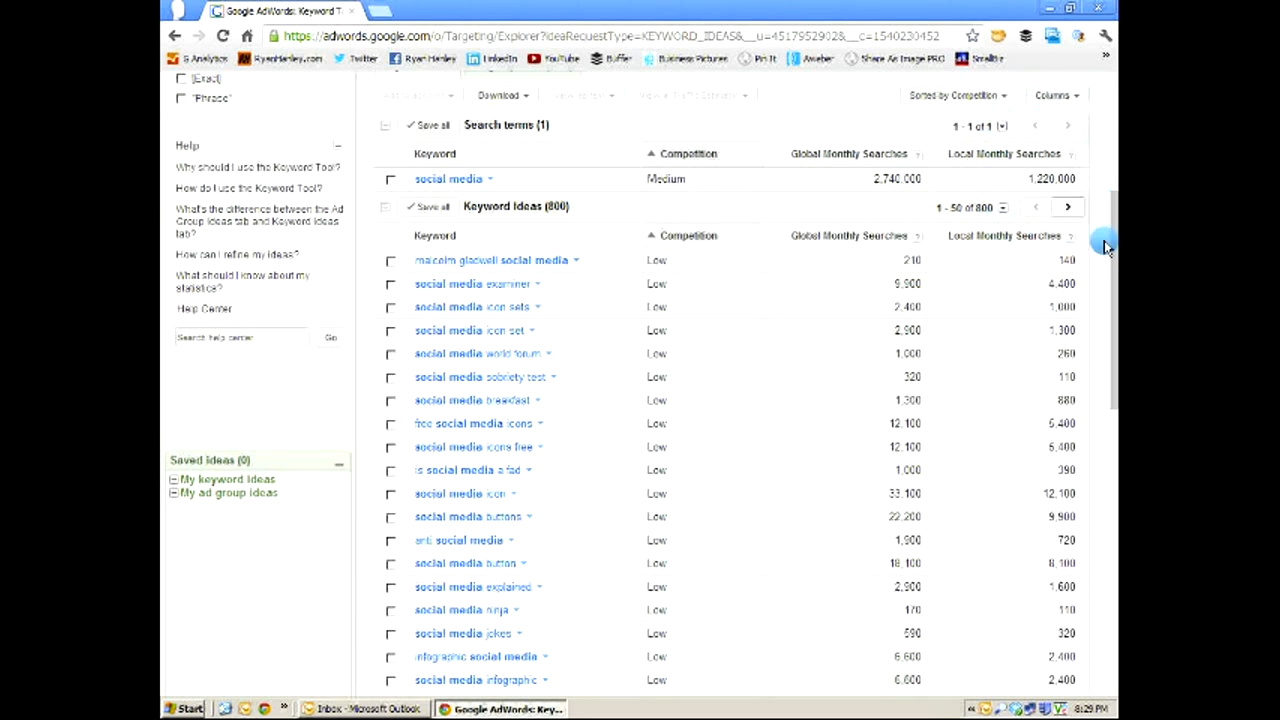 Google AdWords: Keyword T
https://adwords.google.com/o/Targeting/Explorer?ideaRequestType=KEYWORD_IDEAS&__u=4517952902&__c=1540230452
G Analytics RyanHanley.com Twitter Ryan Hanley LinkedIn YouTube Buffer Business Pictures Pin It Aweber Share As Image PRO SmallBiz »
[Exact]
"Phrase"
Download Sorted by Competition Columns
Save all Search terms (1) 1 - 1 of 1
Keyword Competition Global Monthly Searches ? Local Monthly Searches ?
social media Medium 2,740,000 1,220,000
Save all Keyword ideas (800) 1 - 50 of 800
Keyword Competition Global Monthly Searches ? Local Monthly Searches ?
malcolm gladwell social media Low 210 140
social media examiner Low 9,900 4,400
social media icon sets Low 2,400 1,000
social media icon set Low 2,900 1,300
social media world forum Low 1,000 260
social media sobriety test Low 320 110
social media breakfast Low 1,300 880
free social media icons Low 12,100 5,400
social media icons free Low 12,100 5,400
is social media a fad Low 1,000 390
social media icon Low 33,100 12,100
social media buttons Low 22,200 9,900
anti social media Low 1,900 720
social media button Low 18,100 8,100
social media explained Low 2,900 1,600
social media ninja Low 170 110
social media jokes Low 590 320
infographic social media Low 6,600 2,400
social media infographic Low 6,600 2,400
Help
Why should I use the Keyword Tool?
How do I use the Keyword Tool?
What's the difference between the Ad
Group Ideas tab and Keyword Ideas
tab?
How can I refine my ideas?
What should I know about my
statistics?
Help Center
Search help center Go
Saved ideas (0)
My keyword ideas
My ad group ideas
Start » Inbox - Microsoft Outlook Google AdWords: Key... « 8:29 PM